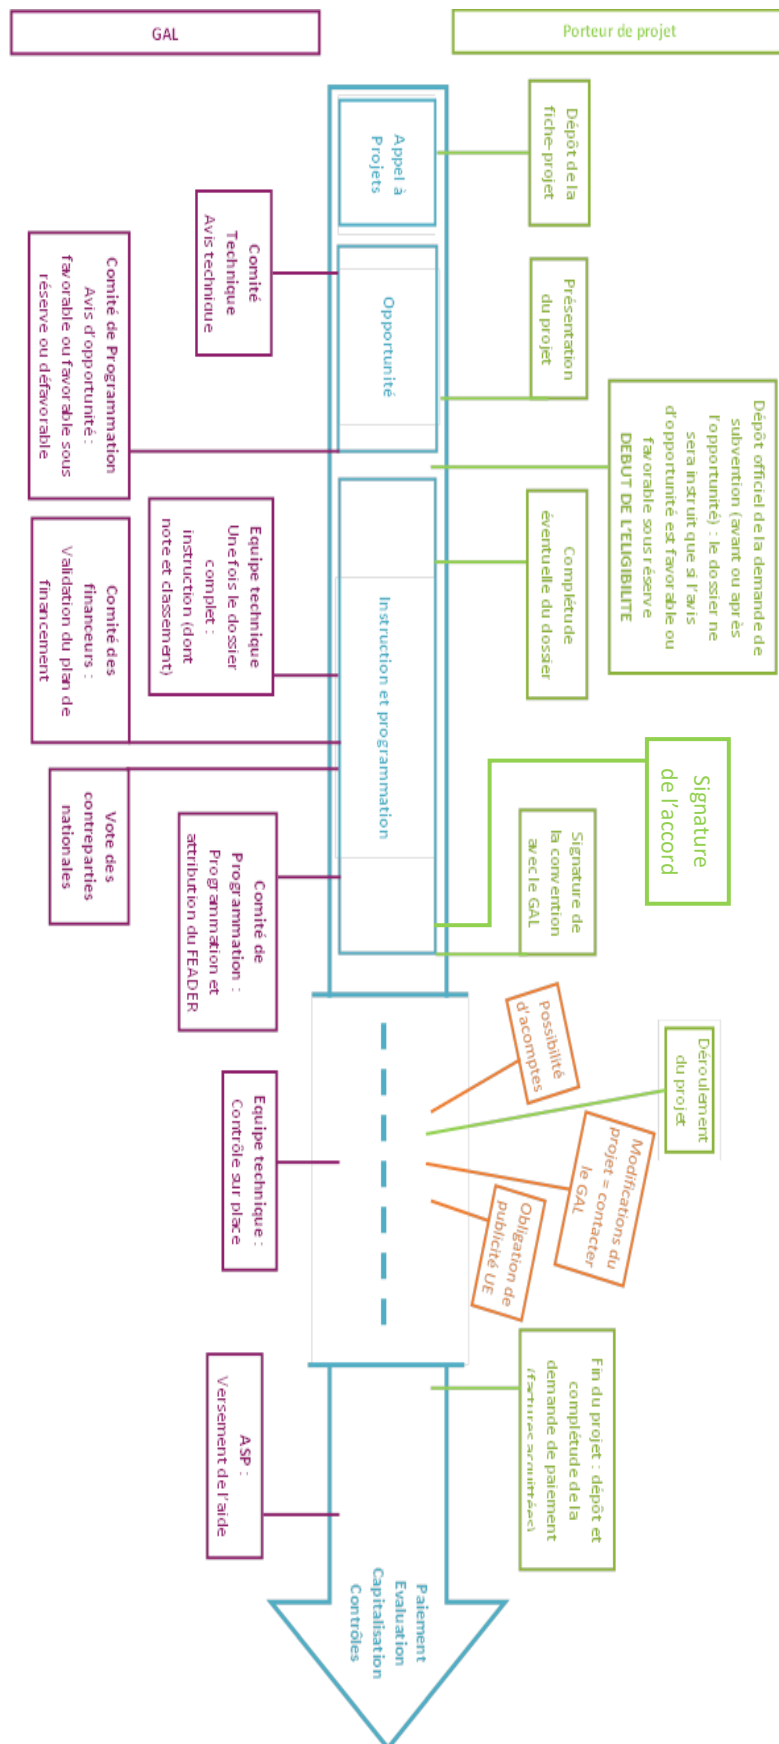 GAL
Porteur de projet
Dépôt de la
fiche-projet
Appel à
Projets
Comité
Technique
Avis technique
Présentation
du projet
Opportunité
Comité de Programmation
Avis d'opportunité :
favorable ou favorable sous
réserve ou défavorable
Dépôt officiel de la demande de
subvention (avant ou après
l'opportunité) : le dossier ne
sera instruit que si l'avis
d'opportunité est favorable ou
favorable sous réserve
DEBUT DE L'ELIGIBILITE
Complétude
éventuelle du dossier
Instruction et programmation
Equipe technique
Une fois le dossier
complet :
instruction (dont
note et classement)
Comité des
financeurs :
Validation du plan de
financement
Vote des
contreparties
nationales
Signature
de l'accord
Signature de
la convention
avec le GAL
Comité de
Programmation :
Programmation et
attribution du FEADER
Possibilité
d'acomptes
Déroulement
du projet
Modifications du
projet = contacter
le GAL
Obligation de
publicité UE
Equipe technique :
Contrôle sur place
Fin du projet : dépôt et
complétude de la
demande de paiement
(factures acquittées)
ASP :
Versement de l'aide
Paiement
Evaluation
Capitalisation
Contrôles